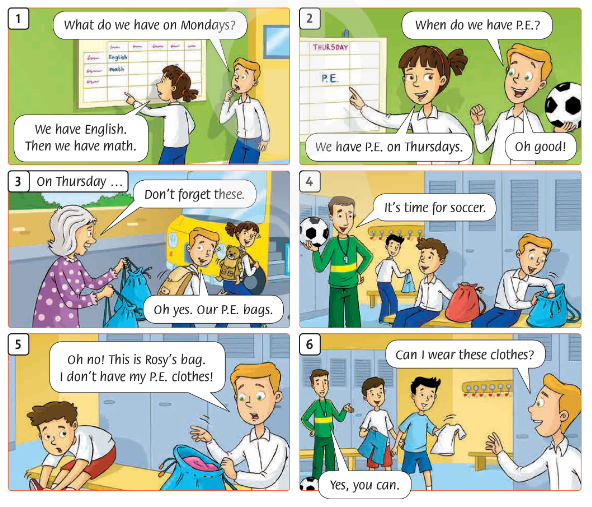 1
What do we have on Mondays?
English
math
We have English.
Then we have math.
2
When do we have P.E.?
THURSDAY
P.E.
We have P.E. on Thursdays.
Oh good!
3
On Thursday ...
Don't forget these.
Oh yes. Our P.E. bags.
4
It's time for soccer.
5
Oh no! This is Rosy's bag.
I don't have my P.E. clothes!
6
Can I wear these clothes?
Yes, you can.